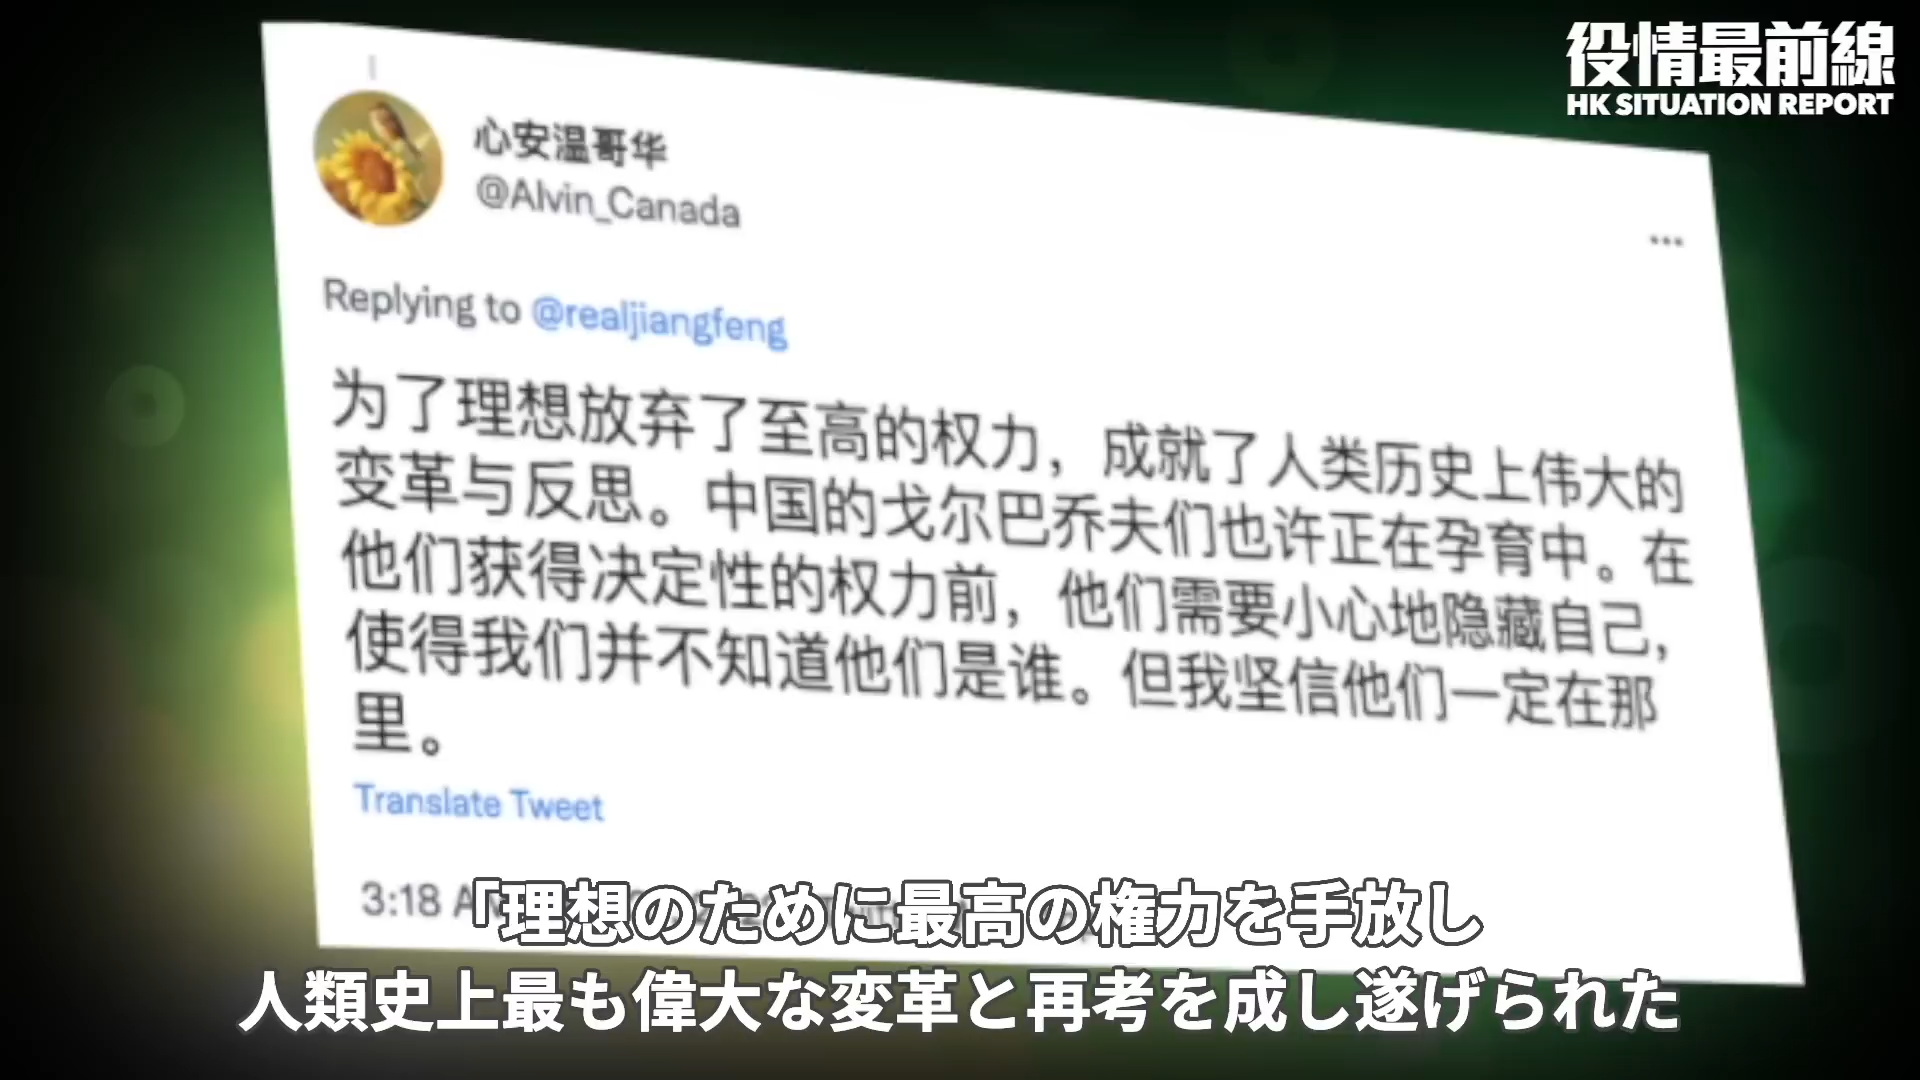 役情最前線
HK SITUATION REPORT
心安温哥华
@Alvin_Canada
Replying to @realjiangfeng
为了理想放弃了至高的权力，成就了人类历史上伟大的
变革与反思。中国的戈尔巴乔夫们也许正在孕育中。在
他们获得决定性的权力前，他们需要小心地隐藏自己，
使得我们并不知道他们是谁。但我坚信他们一定在那
里。
Translate Tweet
3:18
「理想のために最高の権力を手放し
人類史上最も偉大な変革と再考を成し遂げられた